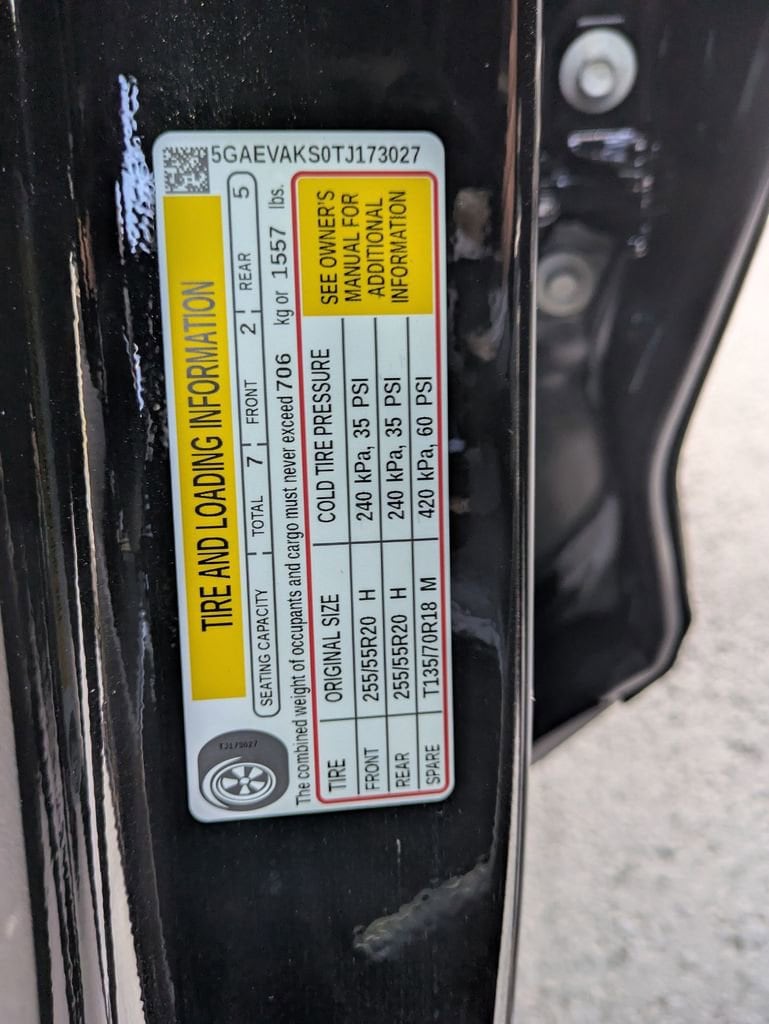 5GAEVAKS0TJ173027
TIRE AND LOADING INFORMATION
SEATING CAPACITY TOTAL 7 FRONT 2 REAR 5
The combined weight of occupants and cargo must never exceed 706 kg or 1557 lbs.
TIRE ORIGINAL SIZE COLD TIRE PRESSURE
FRONT 255/55R20 H 240 kPa, 35 PSI
REAR 255/55R20 H 240 kPa, 35 PSI
SPARE T135/70R18 M 420 kPa, 60 PSI
SEE OWNER'S
MANUAL FOR
ADDITIONAL
INFORMATION
TJ173027